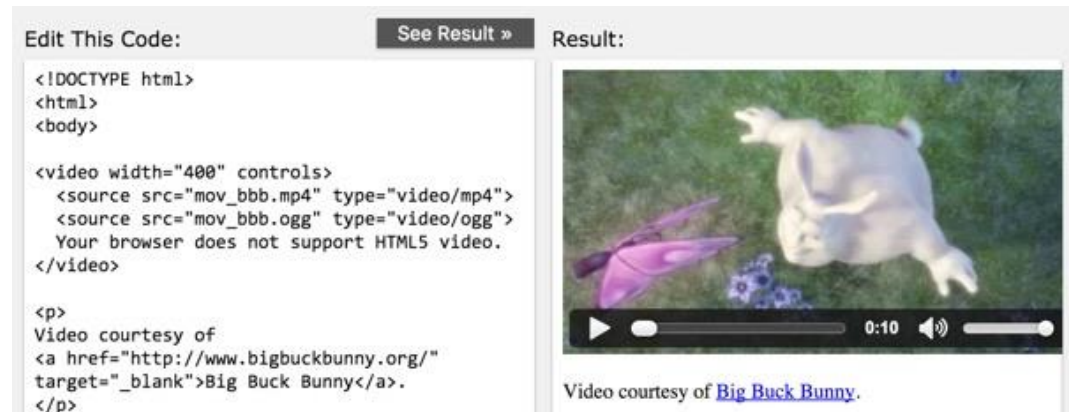 Edit This Code:
See Result »
Result:
<!DOCTYPE html>
<html>
<body>
<video width="400" controls>
<source src="mov_bbb.mp4" type="video/mp4">
<source src="mov_bbb.ogg" type="video/ogg">
Your browser does not support HTML5 video.
</video>
<p>
Video courtesy of
<a href="http://www.bigbuckbunny.org/"
target="_blank">Big Buck Bunny</a>.
</p>
0:10
Video courtesy of Big Buck Bunny.